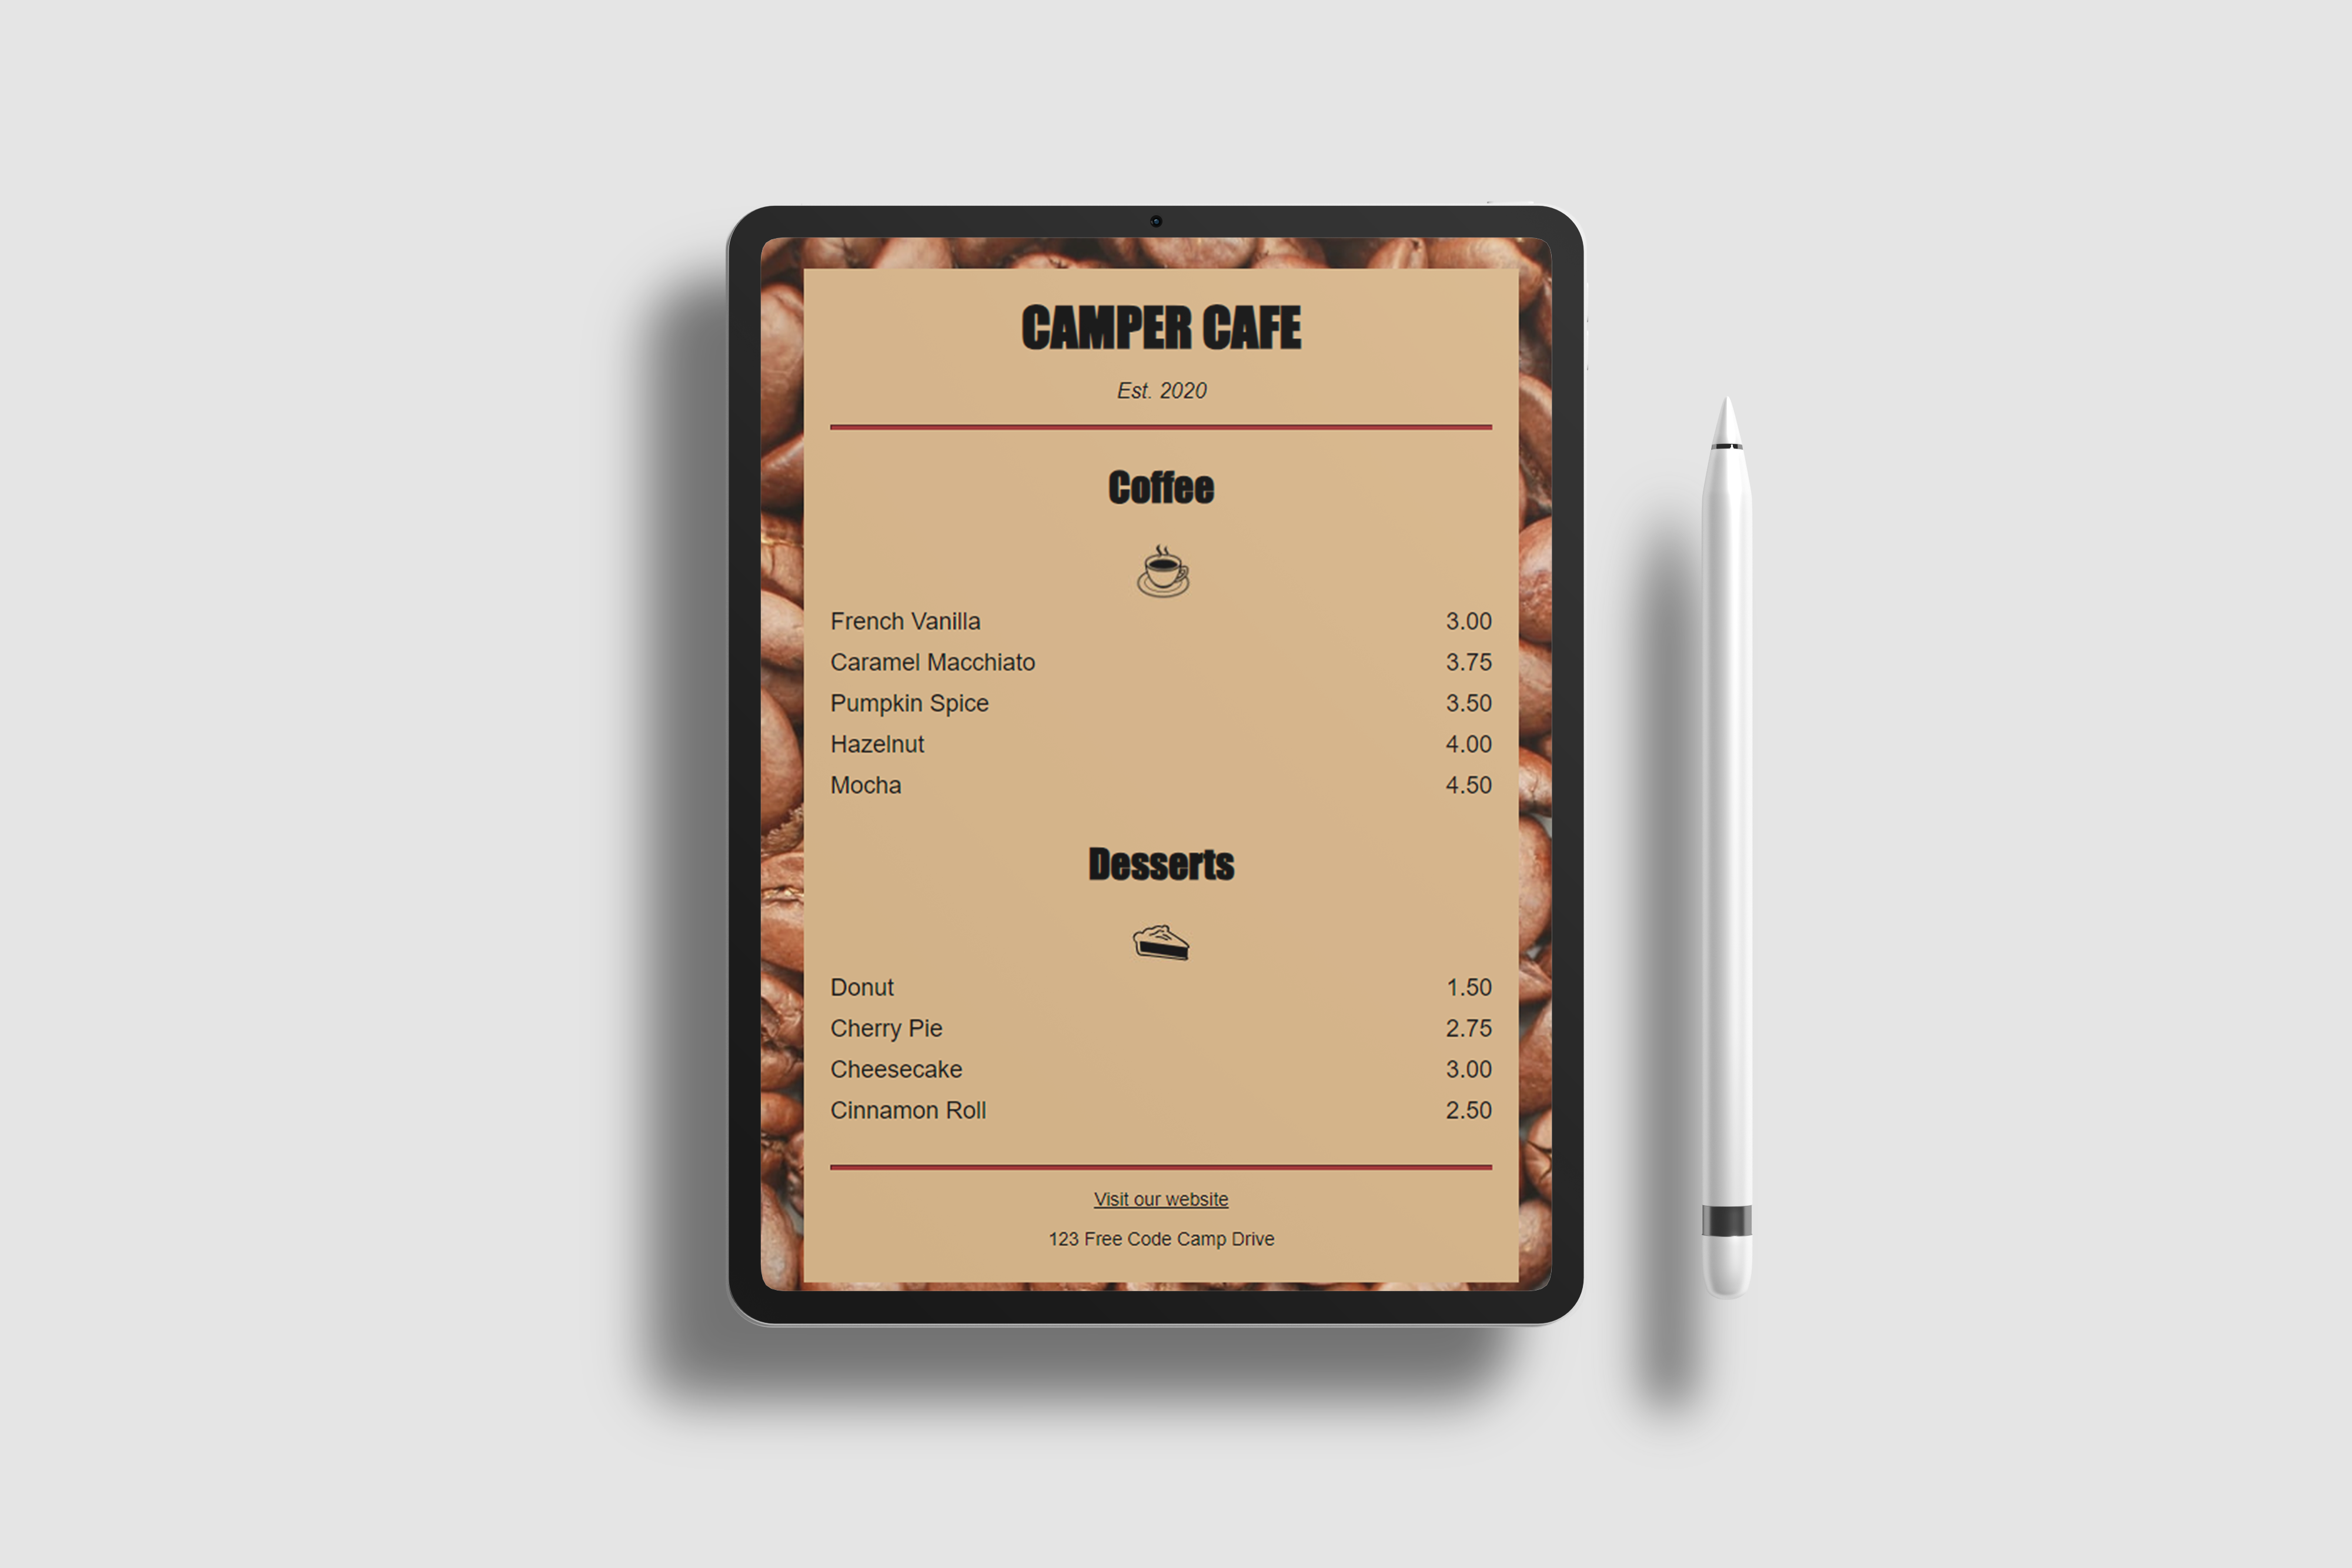 CAMPER CAFE
Est. 2020
Coffee
French Vanilla 3.00
Caramel Macchiato 3.75
Pumpkin Spice 3.50
Hazelnut 4.00
Mocha 4.50
Desserts
Donut 1.50
Cherry Pie 2.75
Cheesecake 3.00
Cinnamon Roll 2.50
Visit our website
123 Free Code Camp Drive